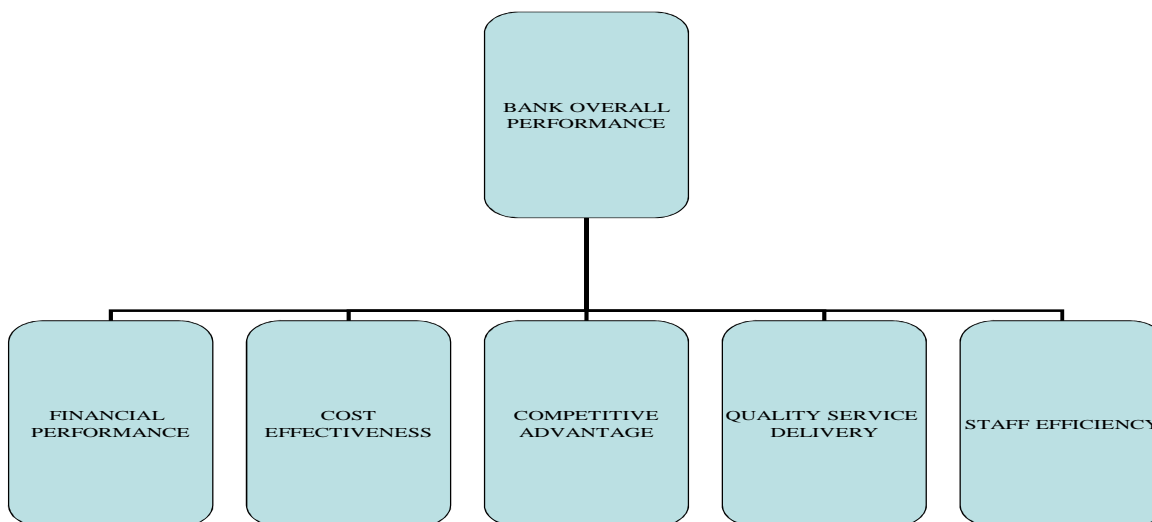 BANK OVERALL
PERFORMANCE
FINANCIAL
PERFORMANCE
COST
EFFECTIVENESS
COMPETITIVE
ADVANTAGE
QUALITY SERVICE
DELIVERY
STAFF EFFICIENCY